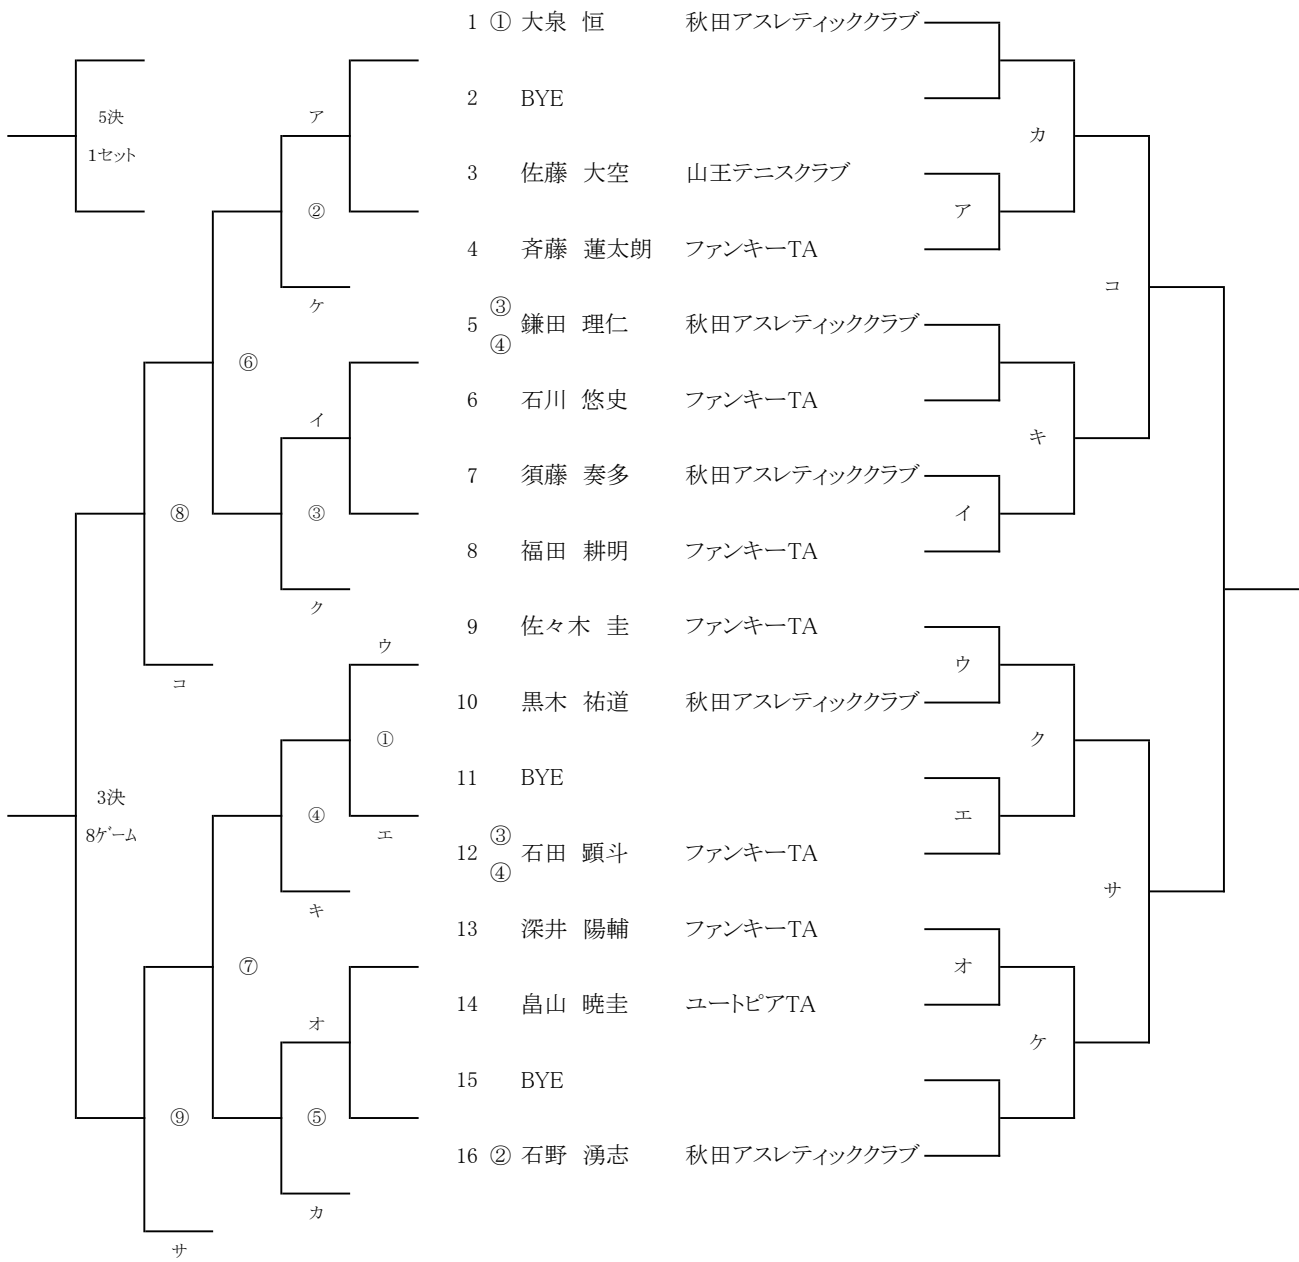 1 ① 大泉 恒 秋田アスレティッククラブ
5決
ア
2 BYE
カ
1セット
3 佐藤 大空 山王テニスクラブ
②
ア
4 斉藤 蓮太朗 ファンキーTA
ケ
コ
③
5 鎌田 理仁 秋田アスレティッククラブ
④
⑥
6 石川 悠史 ファンキーTA
イ
キ
7 須藤 奏多 秋田アスレティッククラブ
⑧
③
イ
8 福田 耕明 ファンキーTA
ク
9 佐々木 圭 ファンキーTA
ウ
ウ
コ
10 黒木 祐道 秋田アスレティッククラブ
①
ク
11 BYE
3決
④
エ
8ゲーム
エ
③
12 石田 顕斗 ファンキーTA
④
サ
キ
13 深井 陽輔 ファンキーTA
⑦
オ
14 畠山 暁圭 ユートピアTA
オ
ケ
15 BYE
⑨
⑤
16 ② 石野 湧志 秋田アスレティッククラブ
カ
サ